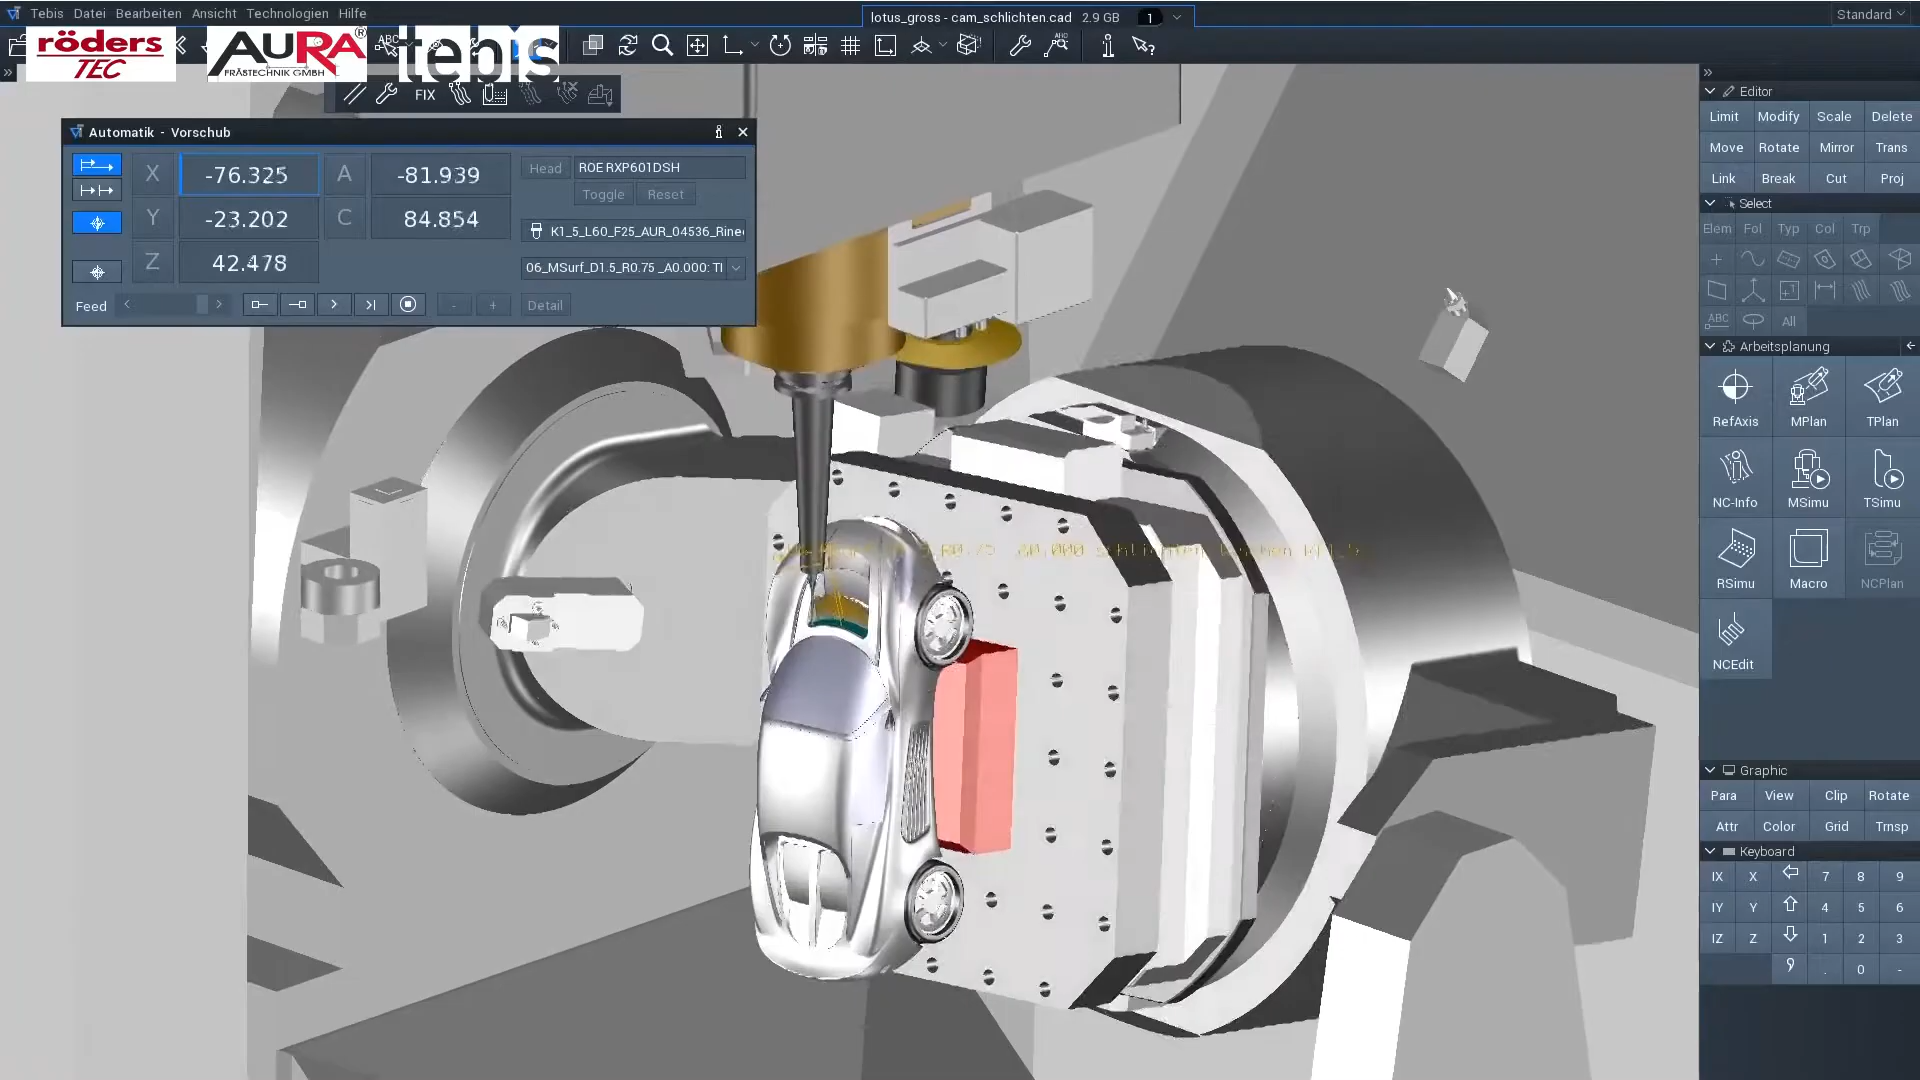 Tebis Datei Bearbeiten Ansicht Technologien Hilfe
lotus_gross - cam_schlichten.cad 2.9 GB 1
Standard
röders
TEC
AURA®
FRÄSTECHNIK GMBH
tebis
FIX
Automatik - Vorschub
X -76.325 A -81.939
Head ROERXP601DSH
Toggle Reset
Y -23.202 C 84.854
K1_5_L60_F25_AUR_04536_Rine
Z 42.478
06_MSurf_D1.5_R0.75 _A0.000:
Feed
- + Detail
Editor
Limit Modify Scale Delete
Move Rotate Mirror Trans
Link Break Cut Proj
Select
Elem Fol Typ Col Trp
ABC All
Arbeitsplanung
RefAxis MPlan TPlan
NC-Info MSimu TSimu
RSimu Macro NCPlan
NCEdit
Graphic
Para View Clip Rotate
Attr Color Grid Trnsp
Keyboard
IX X 7 8 9
IY Y 4 5 6
IZ Z 1 2 3
, . 0 -